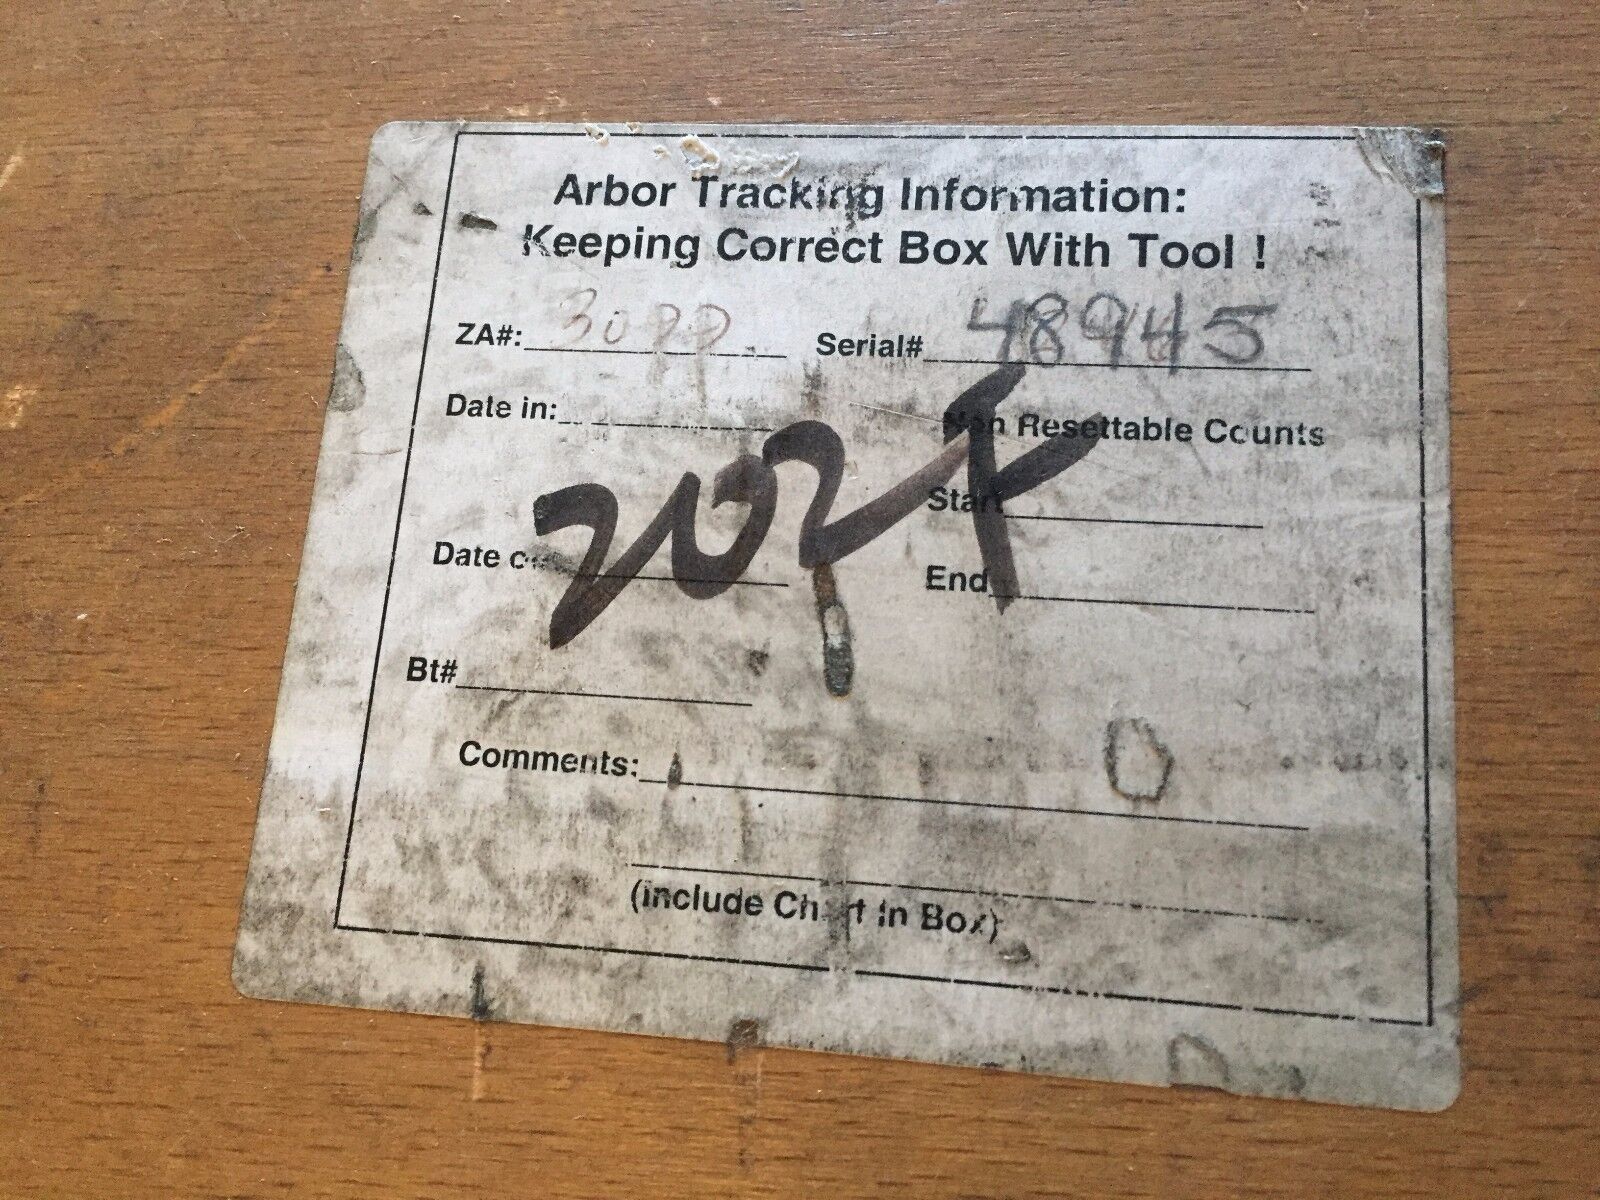 Arbor Tracking Information:
Keeping Correct Box With Tool !
ZA#: Serial# 48945
Date in: Non Resettable Counts
Start
Date
End
Bt#
Comments:
(Include Chart in Box)